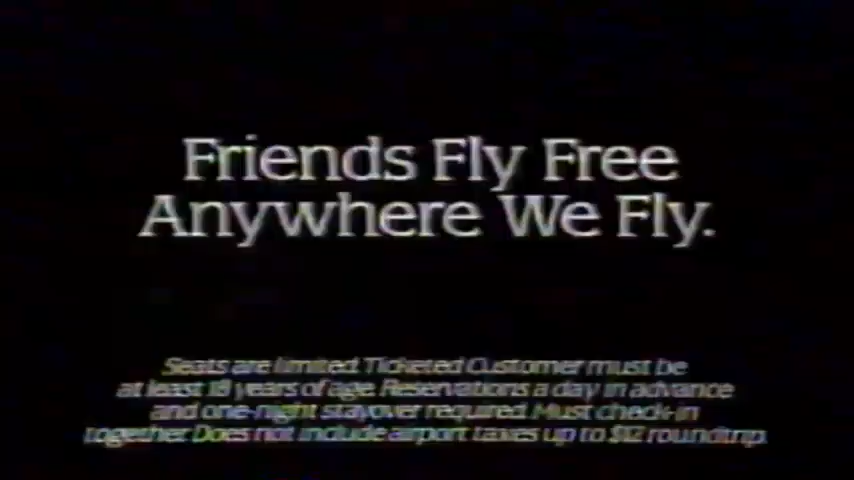 Friends Fly Free
Anywhere We Fly.
Seats are limited. Ticketed Customer must be
at least 18 years of age. Reservations a day in advance
and one-night stayover required. Must check-in
together. Does not include airport taxes up to $12 roundtrip.